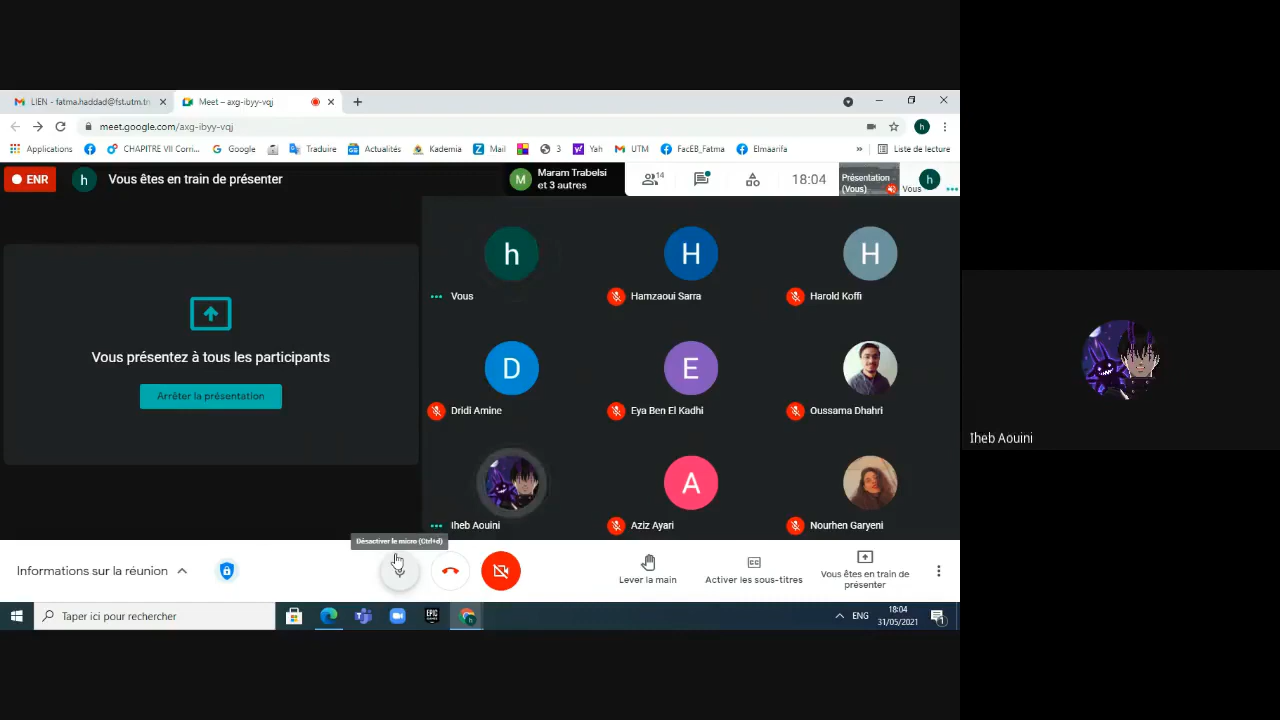 LIEN - fatma.haddad@fst.utm.tn
Meet – axg-ibyy-vqj
meet.google.com/axg-ibyy-vqj
h
Applications
CHAPITRE VII Corri...
Google
Traduire
Actualités
Kademia
Mail
3
Yah
UTM
FacEB_Fatma
Elmaarifa
»
Liste de lecture
ENR
h
Vous êtes en train de présenter
M
Maram Trabelsi
et 3 autres
14
18:04
Présentation
(Vous)
Vous
h
h
Vous
H
Hamzaoui Sarra
H
Harold Koffi
Vous présentez à tous les participants
Arrêter la présentation
D
Dridi Amine
E
Eya Ben El Kadhi
Oussama Dhahri
Iheb Aouini
A
Aziz Ayari
Nourhen Garyeni
Iheb Aouini
Désactiver le micro (Ctrl+d)
Informations sur la réunion
Lever la main
Activer les sous-titres
Vous êtes en train de
présenter
Taper ici pour rechercher
EPIC
ENG
18:04
31/05/2021
1